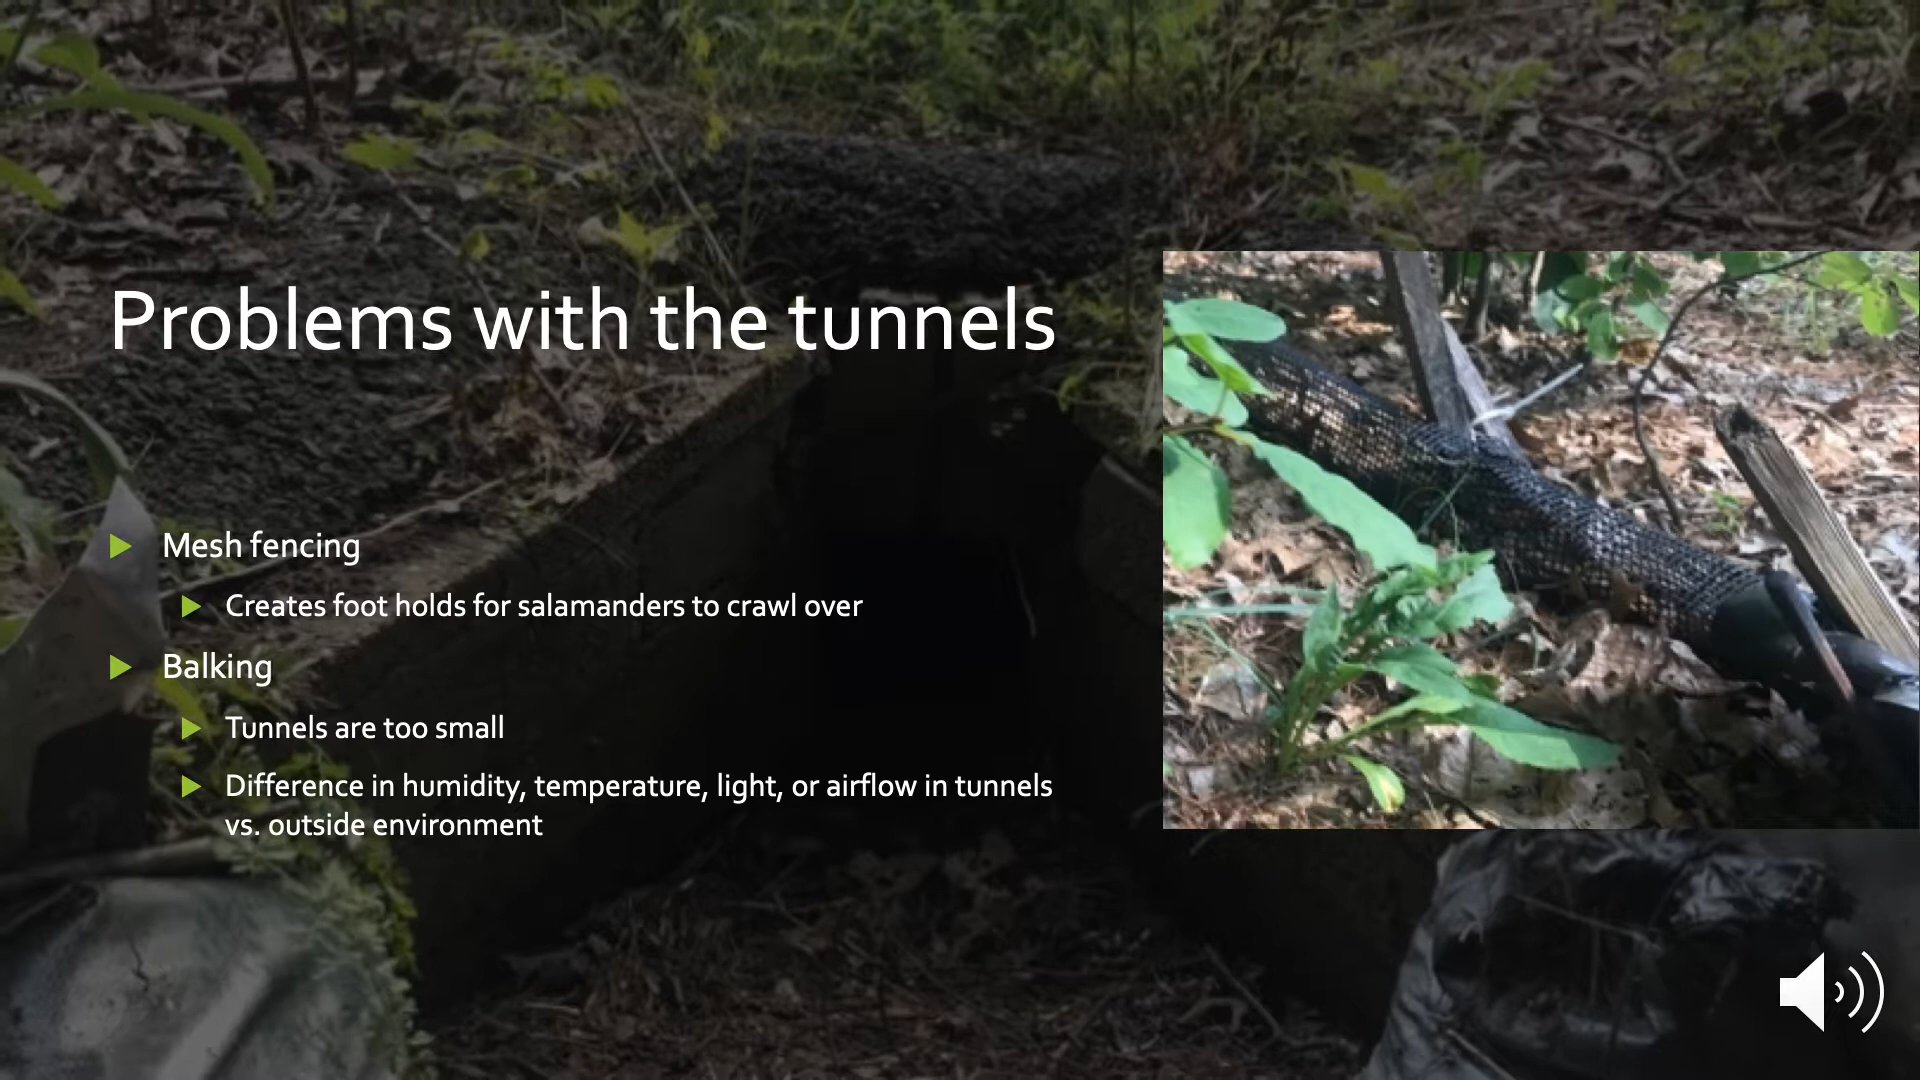 Problems with the tunnels
Mesh fencing
Creates foot holds for salamanders to crawl over
Balking
Tunnels are too small
Difference in humidity, temperature, light, or airflow in tunnels
vs. outside environment